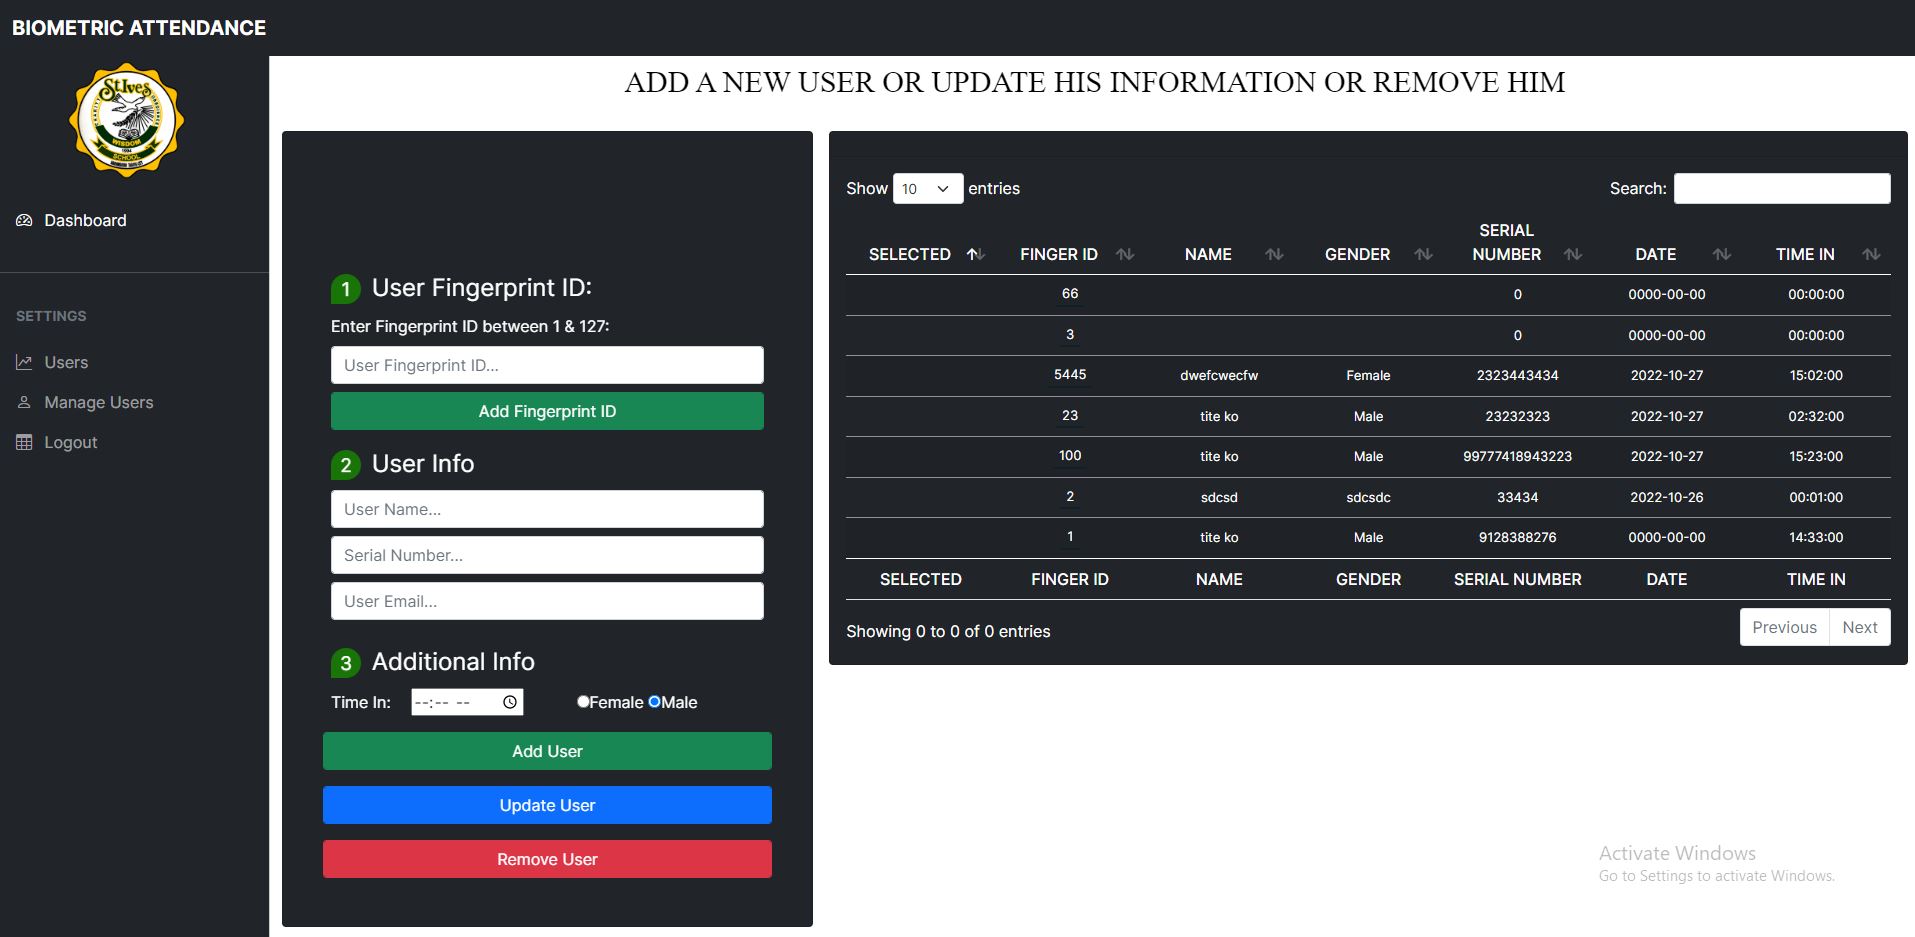 BIOMETRIC ATTENDANCE
St.Ives
WISDOM
SCHOOL
Dashboard
SETTINGS
Users
Manage Users
Logout
ADD A NEW USER OR UPDATE HIS INFORMATION OR REMOVE HIM
1 User Fingerprint ID:
Enter Fingerprint ID between 1 & 127:
User Fingerprint ID...
Add Fingerprint ID
2 User Info
User Name...
Serial Number...
User Email...
3 Additional Info
Time In: --:-- -- Female Male
Add User
Update User
Remove User
Show 10 entries Search:
SELECTED FINGER ID NAME GENDER SERIAL NUMBER DATE TIME IN
66 0 0000-00-00 00:00:00
3 0 0000-00-00 00:00:00
5445 dwefcwecfw Female 2323443434 2022-10-27 15:02:00
23 tite ko Male 23232323 2022-10-27 02:32:00
100 tite ko Male 99777418943223 2022-10-27 15:23:00
2 sdcsd sdcsdc 33434 2022-10-26 00:01:00
1 tite ko Male 9128388276 0000-00-00 14:33:00
SELECTED FINGER ID NAME GENDER SERIAL NUMBER DATE TIME IN
Showing 0 to 0 of 0 entries Previous Next
Activate Windows
Go to Settings to activate Windows.